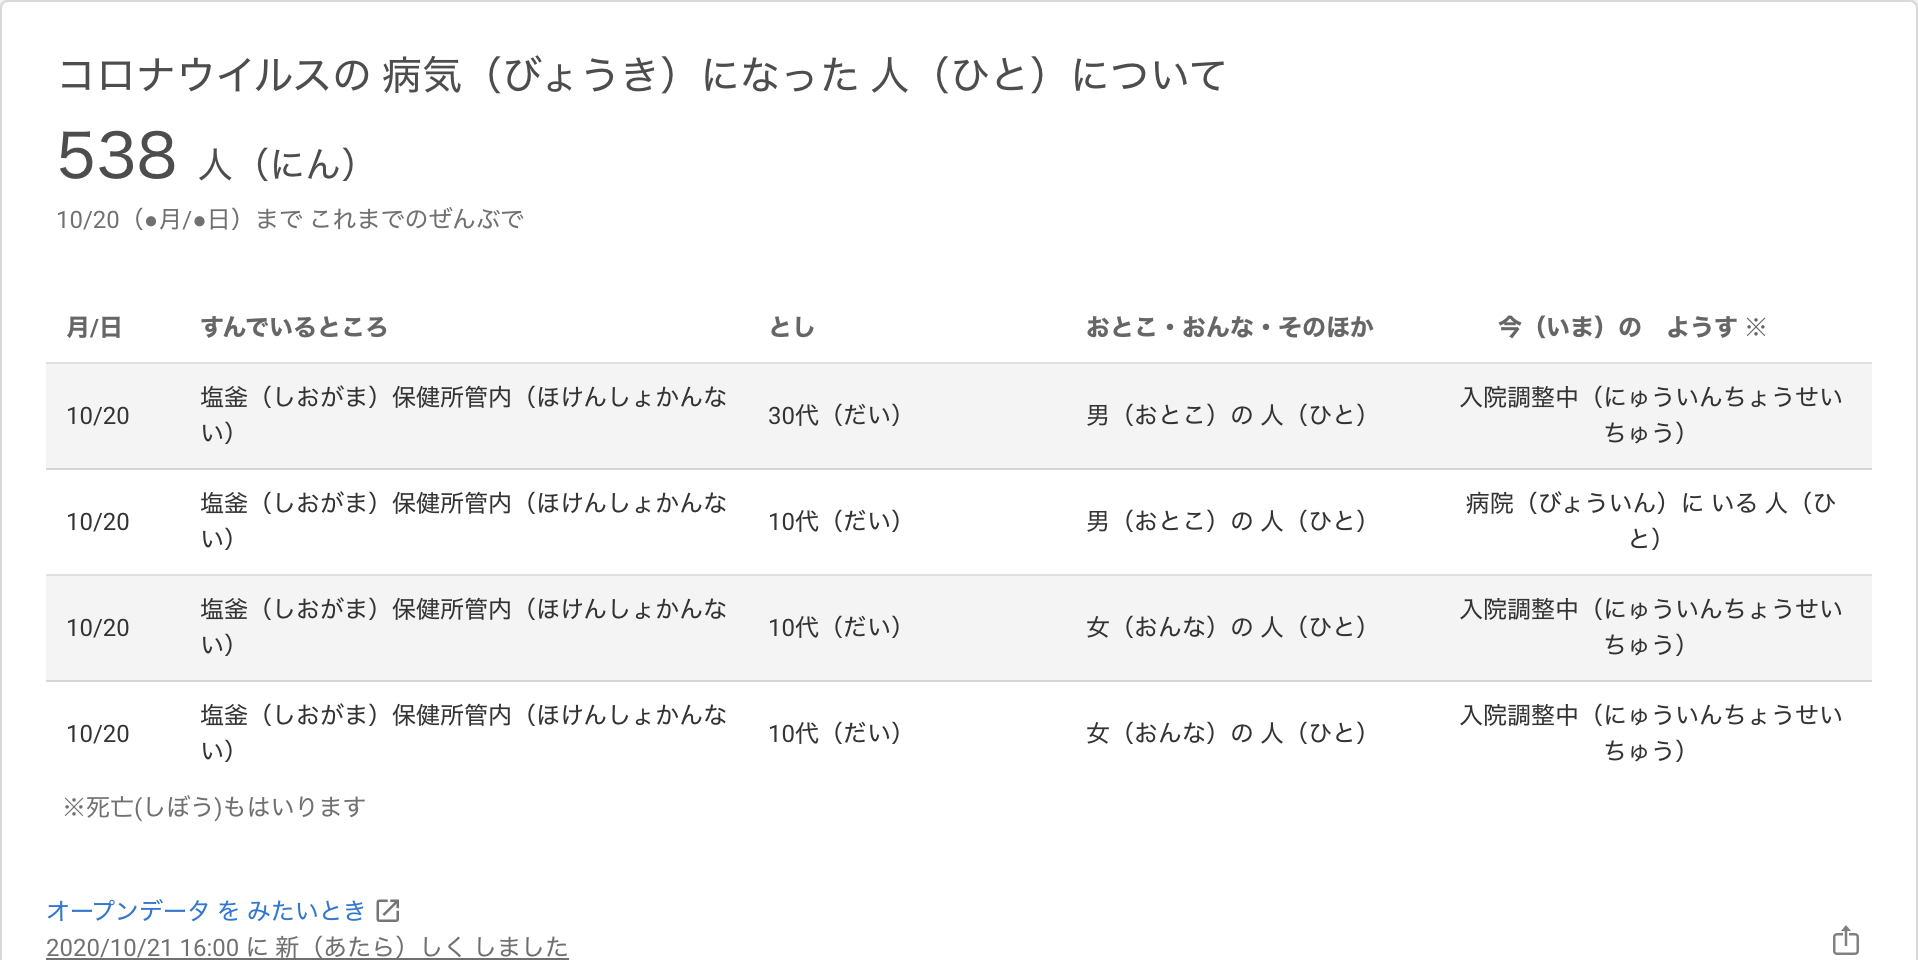 コロナウイルスの 病気（びょうき）になった 人（ひと）について
538 人（にん）
10/20（●月/●日）まで これまでのぜんぶで
月/日 すんでいるところ とし おとこ・おんな・そのほか 今（いま）の　ようす ※
10/20 塩釜（しおがま）保健所管内（ほけんしょかんない） 30代（だい） 男（おとこ）の 人（ひと） 入院調整中（にゅういんちょうせいちゅう）
10/20 塩釜（しおがま）保健所管内（ほけんしょかんない） 10代（だい） 男（おとこ）の 人（ひと） 病院（びょういん）に いる 人（ひと）
10/20 塩釜（しおがま）保健所管内（ほけんしょかんない） 10代（だい） 女（おんな）の 人（ひと） 入院調整中（にゅういんちょうせいちゅう）
10/20 塩釜（しおがま）保健所管内（ほけんしょかんない） 10代（だい） 女（おんな）の 人（ひと） 入院調整中（にゅういんちょうせいちゅう）
※死亡(しぼう)もはいります
オープンデータ を みたいとき
2020/10/21 16:00 に 新（あたら）しく しました